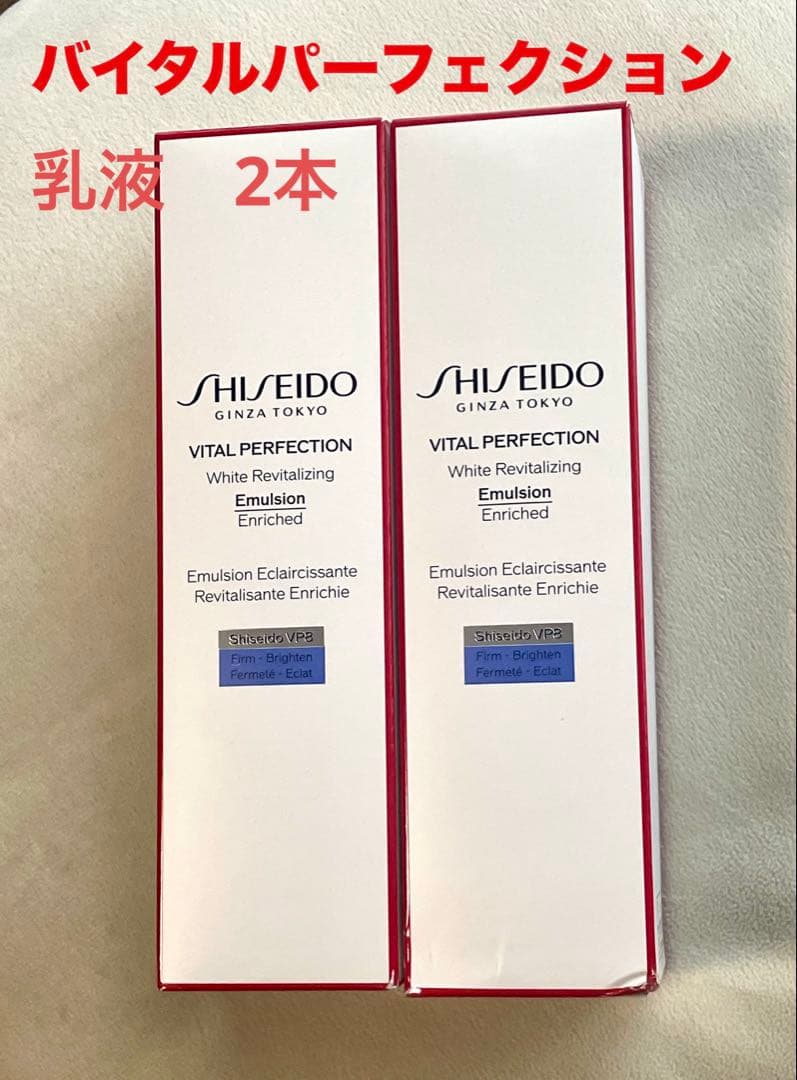 バイタルパーフェクション
乳液 2本
SHISEIDO
GINZA TOKYO
VITAL PERFECTION
White Revitalizing
Emulsion
Enriched
Emulsion Eclaircissante
Revitalisante Enrichie
Shiseido VP8
Firm - Brighten
Fermeté - Eclat
SHISEIDO
GINZA TOKYO
VITAL PERFECTION
White Revitalizing
Emulsion
Enriched
Emulsion Eclaircissante
Revitalisante Enrichie
Shiseido VP8
Firm - Brighten
Fermeté - Eclat